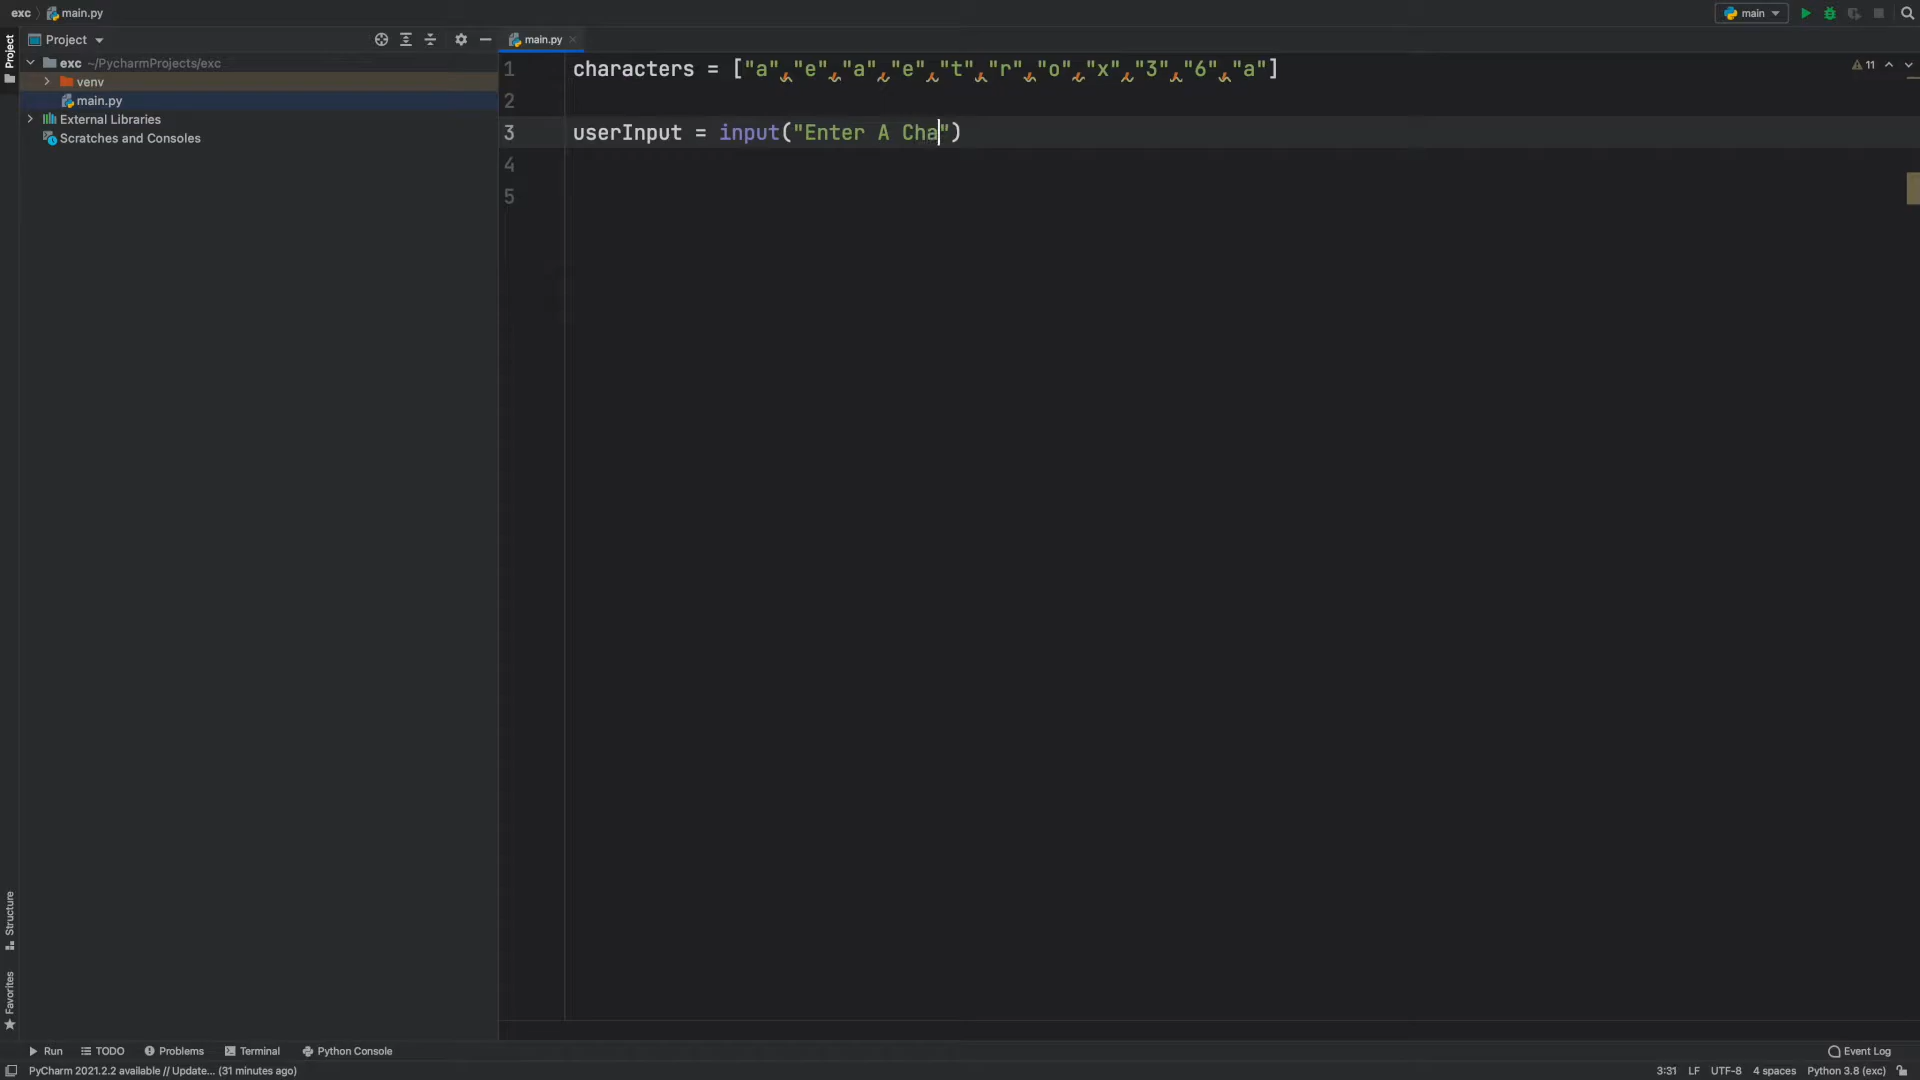 exc main.py
main
Project
Project
main.py
exc ~/PycharmProjects/exc
venv
main.py
External Libraries
Scratches and Consoles
1 characters = ["a","e","a","e","t","r","o","x","3","6","a"]
11
2
3 userInput = input("Enter A Cha")
4
5
Structure
Favorites
Run TODO Problems Terminal Python Console
Event Log
PyCharm 2021.2.2 available // Update... (31 minutes ago)
3:31 LF UTF-8 4 spaces Python 3.8 (exc)